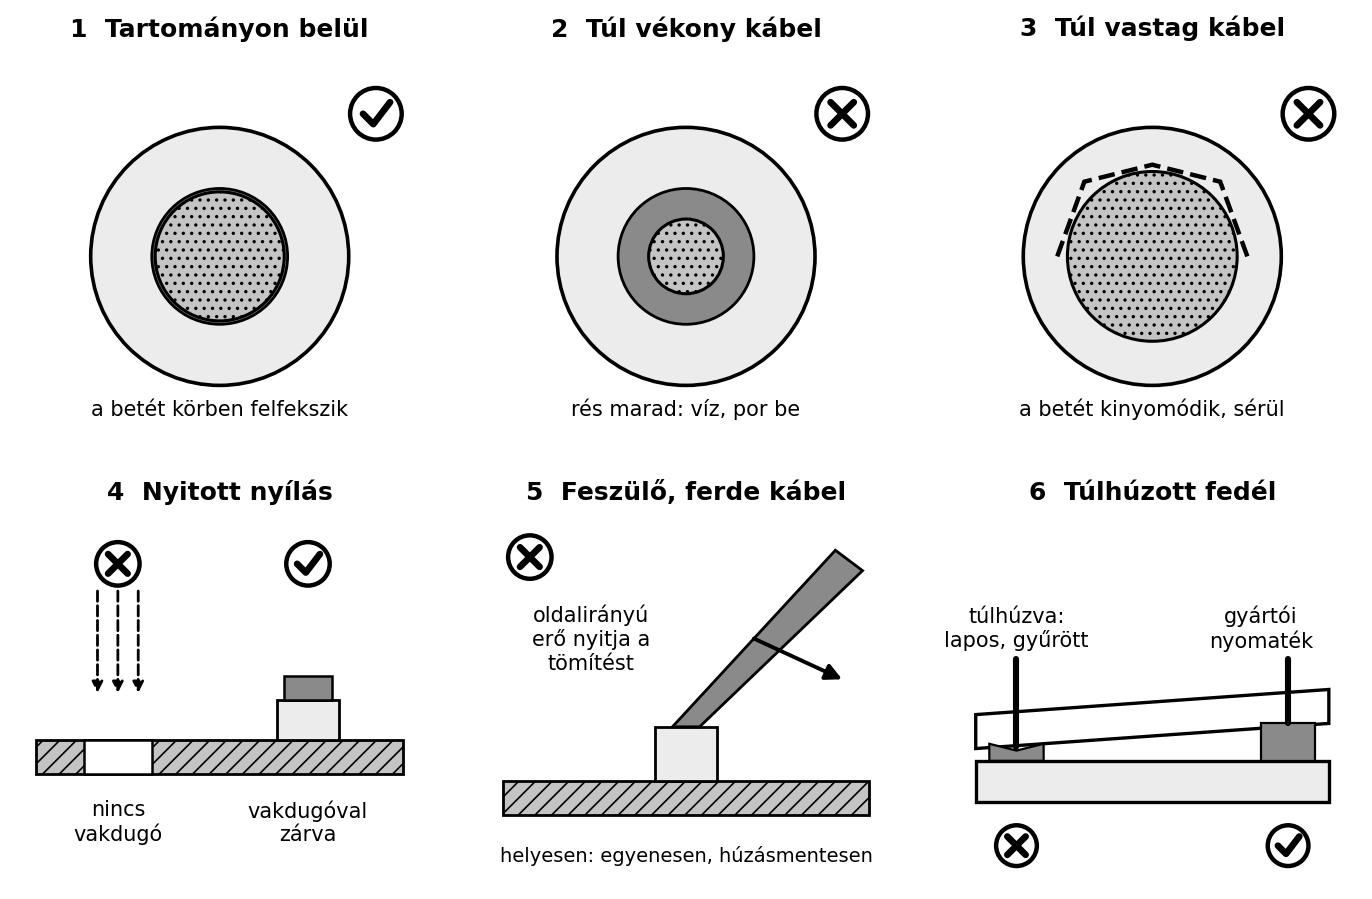 1 Tartományon belül
2 Túl vékony kábel
3 Túl vastag kábel
a betét körben felfekszik
rés marad: víz, por be
a betét kinyomódik, sérül
4 Nyitott nyílás
5 Feszülő, ferde kábel
6 Túlhúzott fedél
nincs
vakdugó
vakdugóval
zárva
oldalirányú
erő nyitja a
tömítést
helyesen: egyenesen, húzásmentesen
túlhúzva:
lapos, gyűrött
gyártói
nyomaték